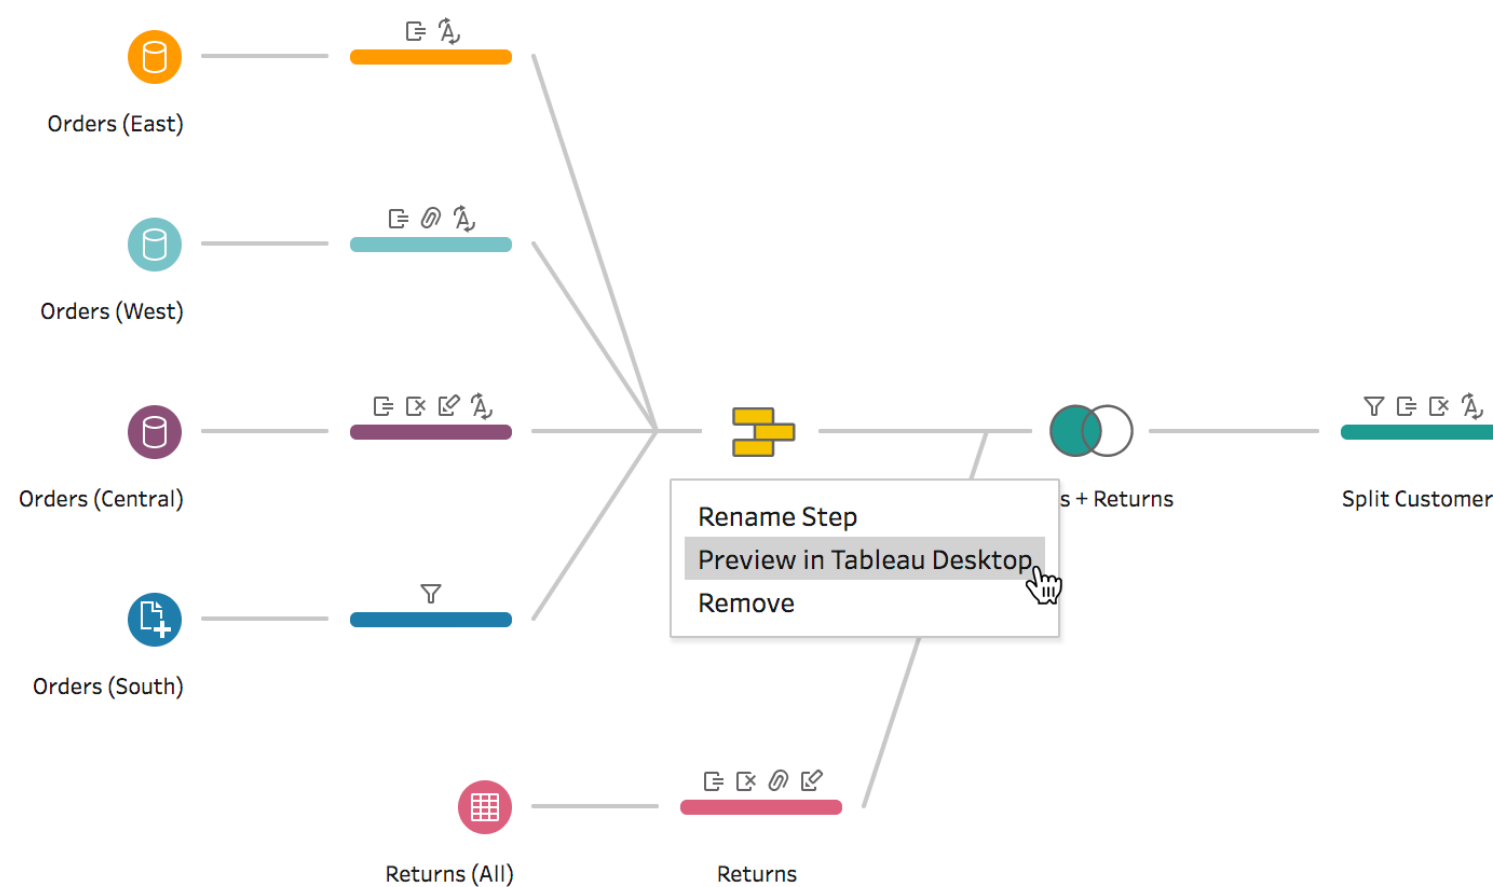 Orders (East)
Orders (West)
Orders (Central)
s + Returns
Split Customer
Rename Step
Preview in Tableau Desktop
Remove
Orders (South)
Returns (All)
Returns